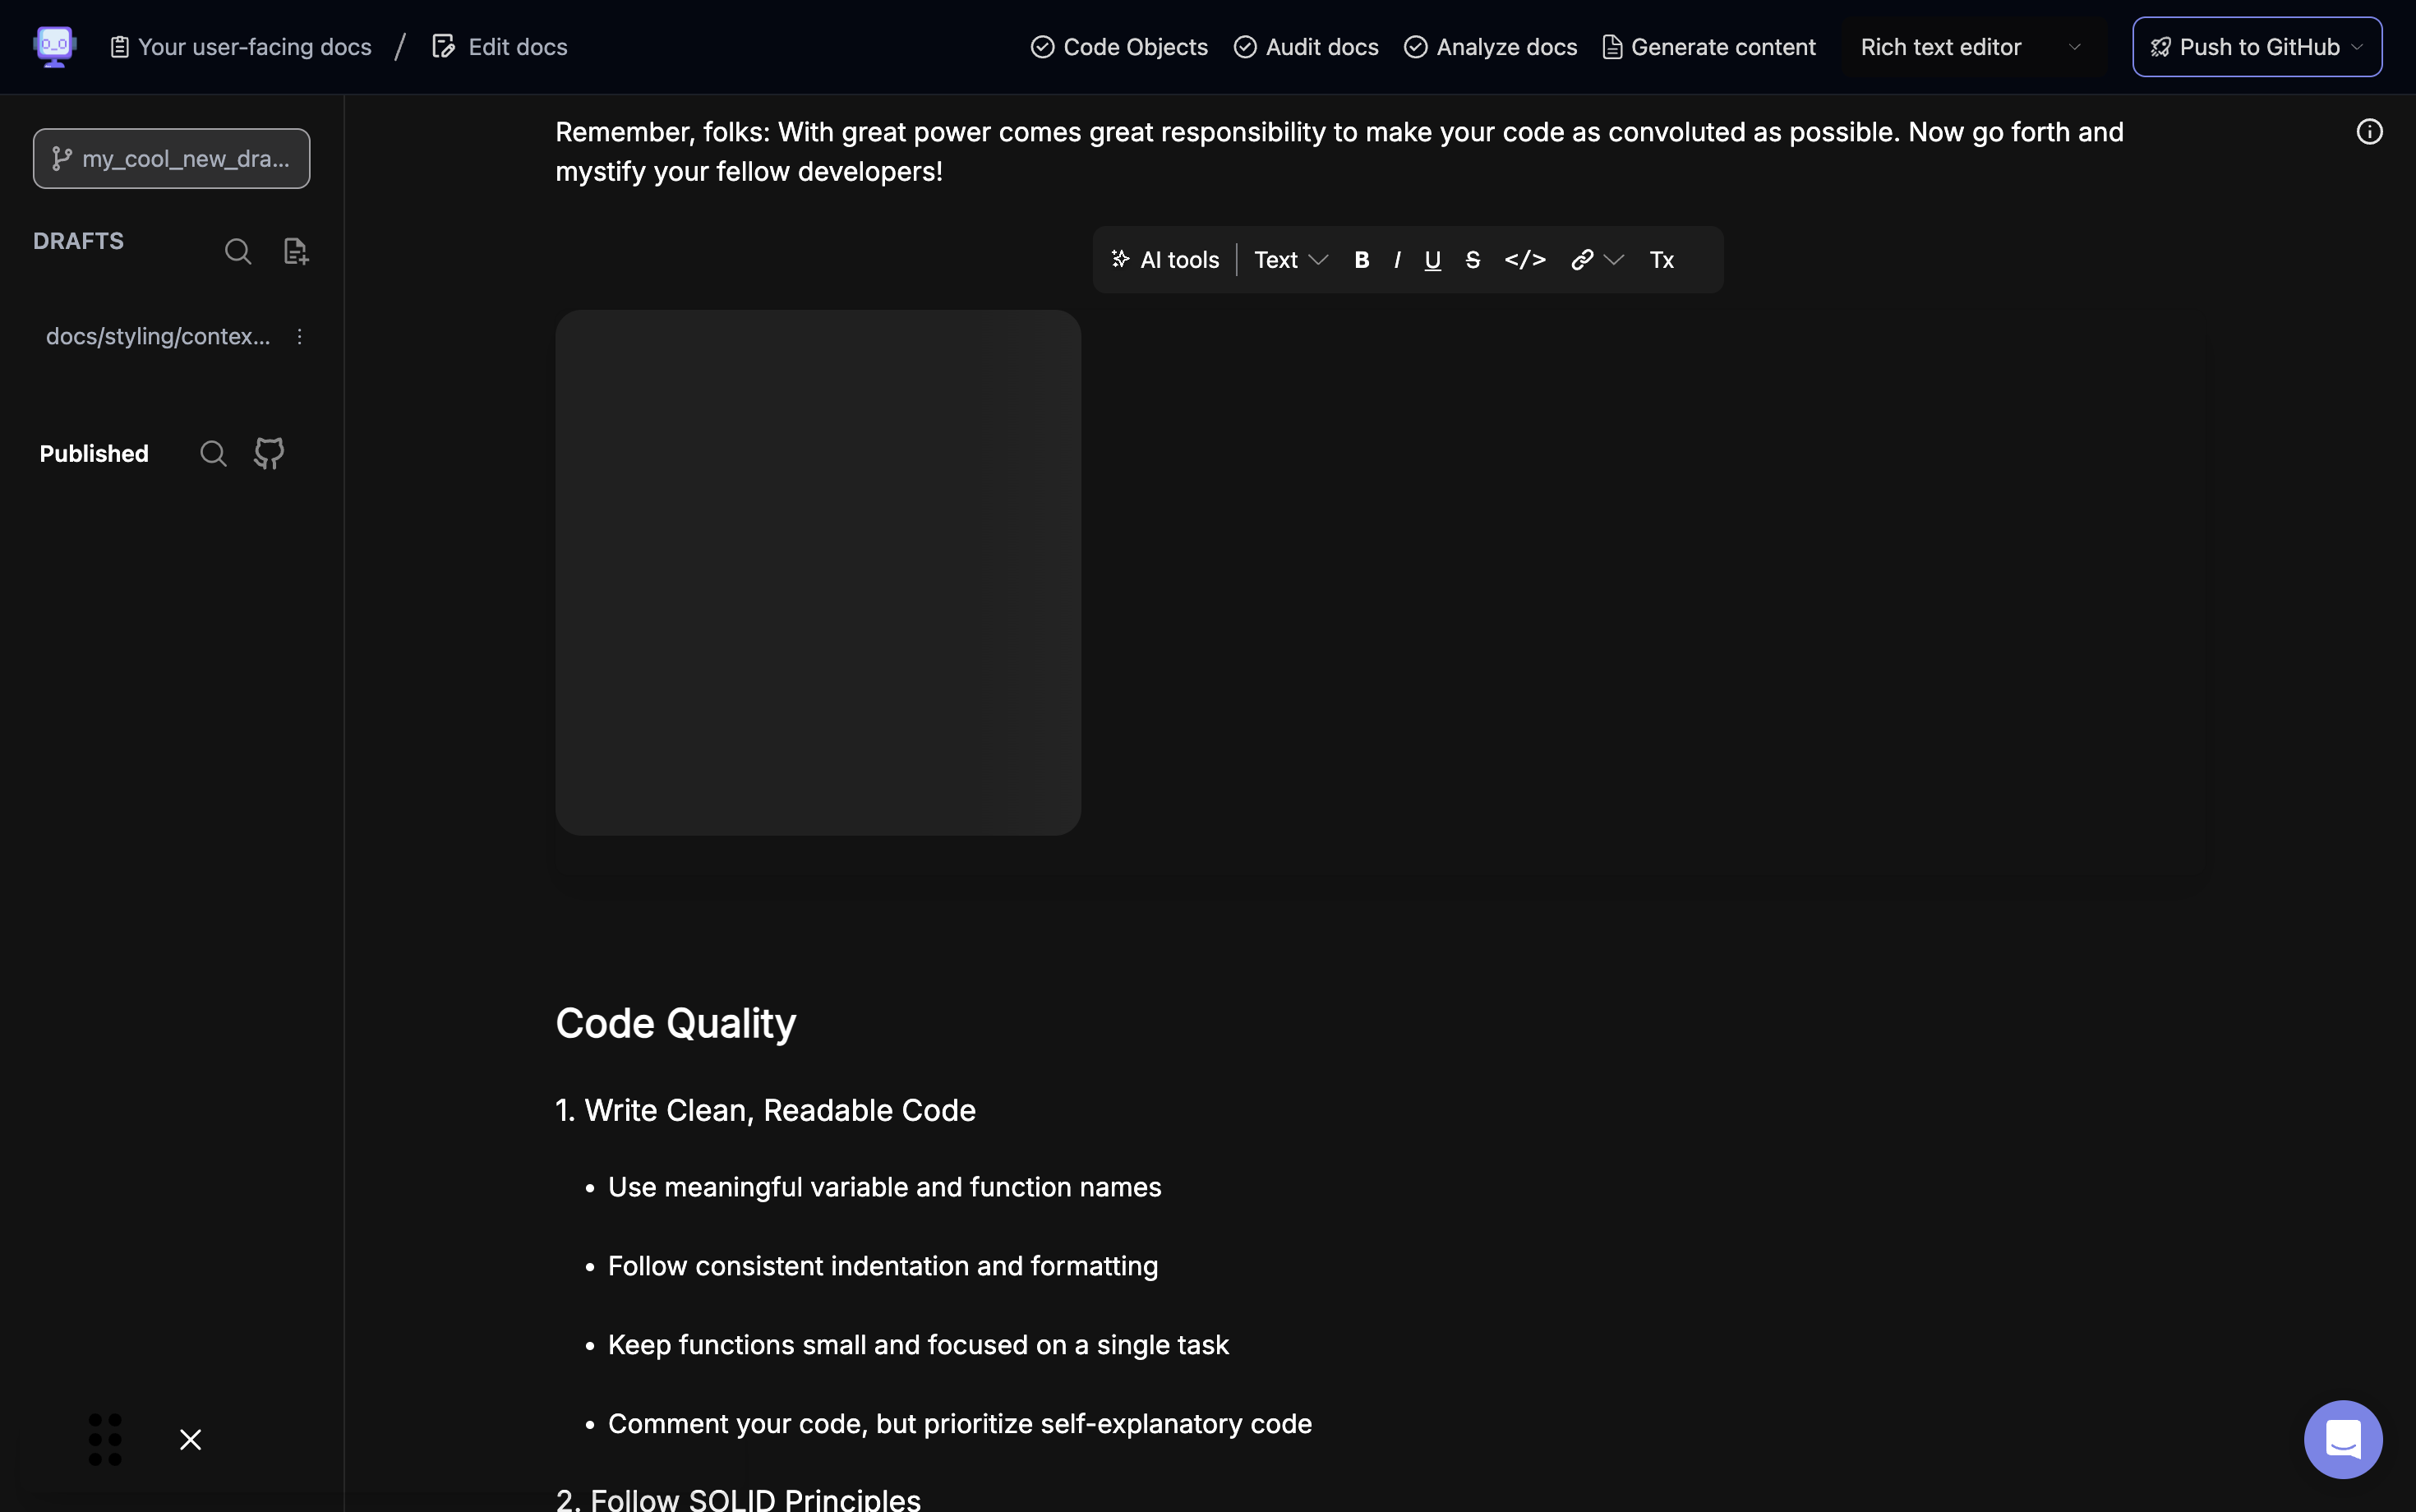 Your user-facing docs / Edit docs
Code Objects
Audit docs
Analyze docs
Generate content
Rich text editor
Push to GitHub
my_cool_new_dra...
DRAFTS
docs/styling/contex...
Published
Remember, folks: With great power comes great responsibility to make your code as convoluted as possible. Now go forth and
mystify your fellow developers!
AI tools
Text
B I U S </> Tx
Code Quality
1. Write Clean, Readable Code
• Use meaningful variable and function names
• Follow consistent indentation and formatting
• Keep functions small and focused on a single task
• Comment your code, but prioritize self-explanatory code
2. Follow SOLID Principles